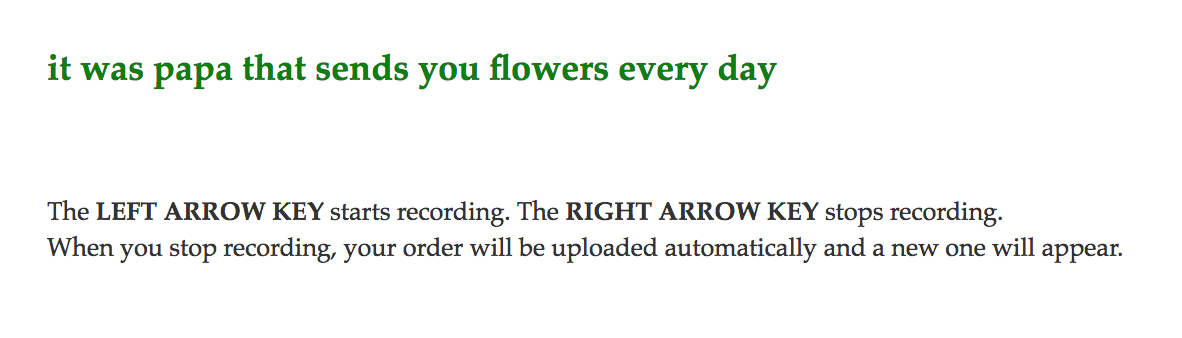 it was papa that sends you flowers every day
The LEFT ARROW KEY starts recording. The RIGHT ARROW KEY stops recording.
When you stop recording, your order will be uploaded automatically and a new one will appear.